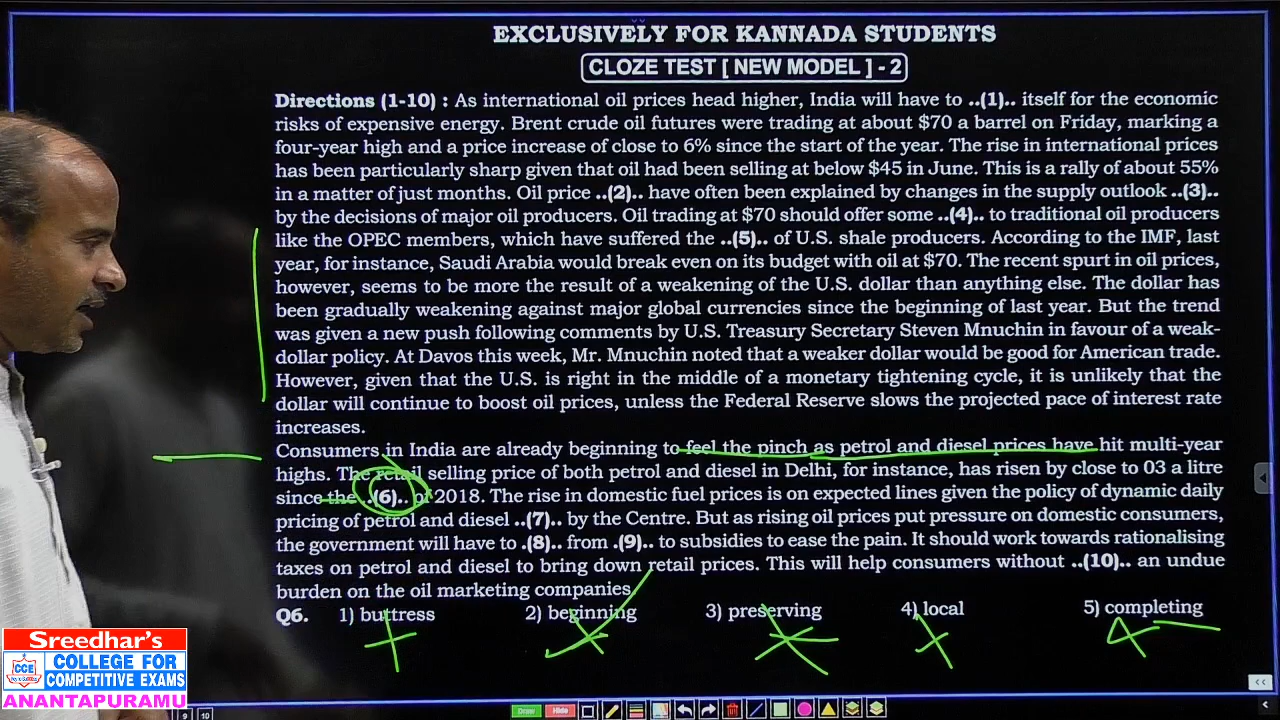 EXCLUSIVELY FOR KANNADA STUDENTS
CLOZE TEST [ NEW MODEL ] - 2
Directions (1-10) : As international oil prices head higher, India will have to ..(1).. itself for the economic
risks of expensive energy. Brent crude oil futures were trading at about $70 a barrel on Friday, marking a
four-year high and a price increase of close to 6% since the start of the year. The rise in international prices
has been particularly sharp given that oil had been selling at below $45 in June. This is a rally of about 55%
in a matter of just months. Oil price ..(2).. have often been explained by changes in the supply outlook ..(3)..
by the decisions of major oil producers. Oil trading at $70 should offer some ..(4).. to traditional oil producers
like the OPEC members, which have suffered the ..(5).. of U.S. shale producers. According to the IMF, last
year, for instance, Saudi Arabia would break even on its budget with oil at $70. The recent spurt in oil prices,
however, seems to be more the result of a weakening of the U.S. dollar than anything else. The dollar has
been gradually weakening against major global currencies since the beginning of last year. But the trend
was given a new push following comments by U.S. Treasury Secretary Steven Mnuchin in favour of a weak-
dollar policy. At Davos this week, Mr. Mnuchin noted that a weaker dollar would be good for American trade.
However, given that the U.S. is right in the middle of a monetary tightening cycle, it is unlikely that the
dollar will continue to boost oil prices, unless the Federal Reserve slows the projected pace of interest rate
increases.
Consumers in India are already beginning to feel the pinch as petrol and diesel prices have hit multi-year
highs. The retail selling price of both petrol and diesel in Delhi, for instance, has risen by close to 03 a litre
since the ..(6).. of 2018. The rise in domestic fuel prices is on expected lines given the policy of dynamic daily
pricing of petrol and diesel ..(7).. by the Centre. But as rising oil prices put pressure on domestic consumers,
the government will have to .(8).. from .(9).. to subsidies to ease the pain. It should work towards rationalising
taxes on petrol and diesel to bring down retail prices. This will help consumers without ..(10).. an undue
burden on the oil marketing companies.
Q6. 1) buttress 2) beginning 3) preserving 4) local 5) completing
Sreedhar's
CCE
COLLEGE FOR
COMPETITIVE EXAMS
ANANTAPURAMU
9 10
Draw Hide
<<
<